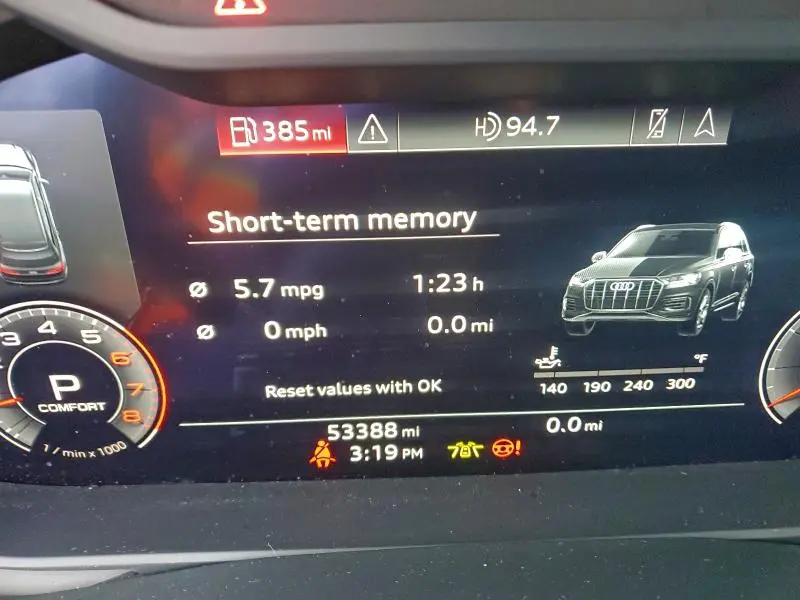 385 mi
HD 94.7
Short-term memory
Ø 5.7 mpg 1:23 h
Ø 0 mph 0.0 mi
Reset values with OK
°F
140 190 240 300
3 4 5 6 7 8
P
COMFORT
1 / min x 1000
53388 mi 0.0 mi
3:19 PM